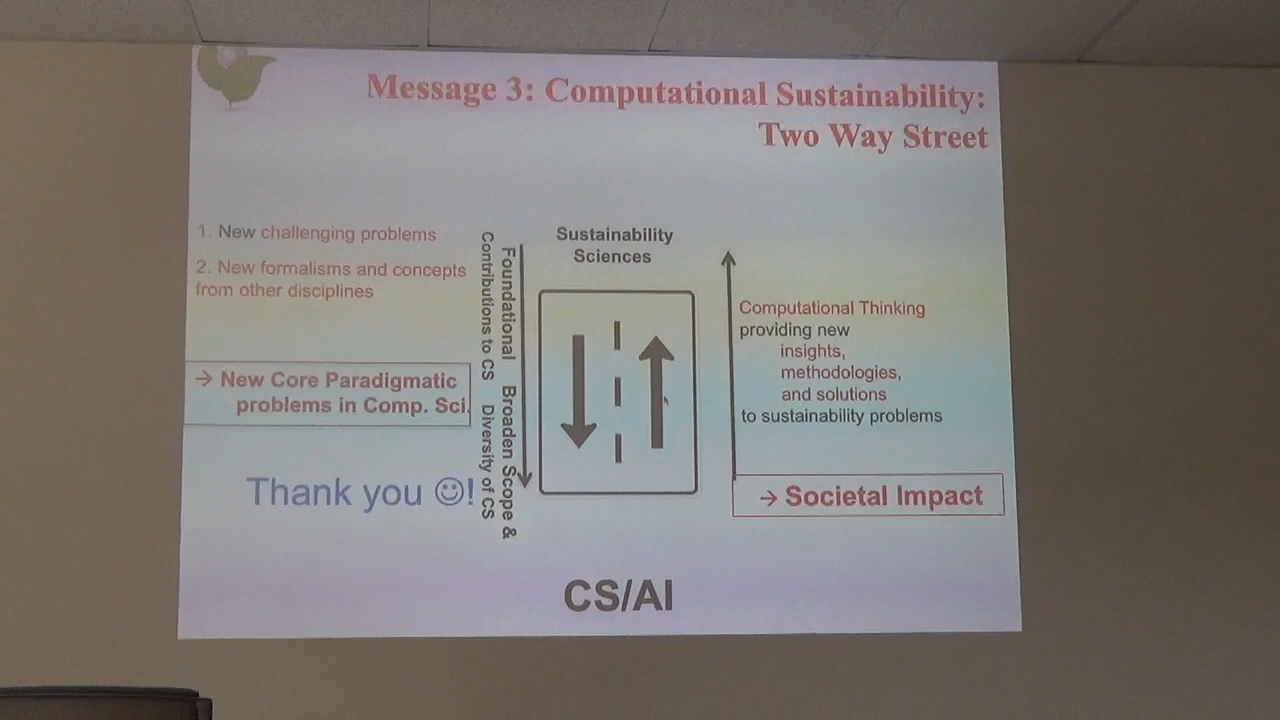 Message 3: Computational Sustainability:
Two Way Street
1. New challenging problems
2. New formalisms and concepts
from other disciplines
→ New Core Paradigmatic
problems in Comp. Sci.
Thank you ☺!
Foundational Broaden Scope &
Contributions to CS Diversity of CS
Sustainability
Sciences
Computational Thinking
providing new
insights,
methodologies,
and solutions
to sustainability problems
→ Societal Impact
CS/AI